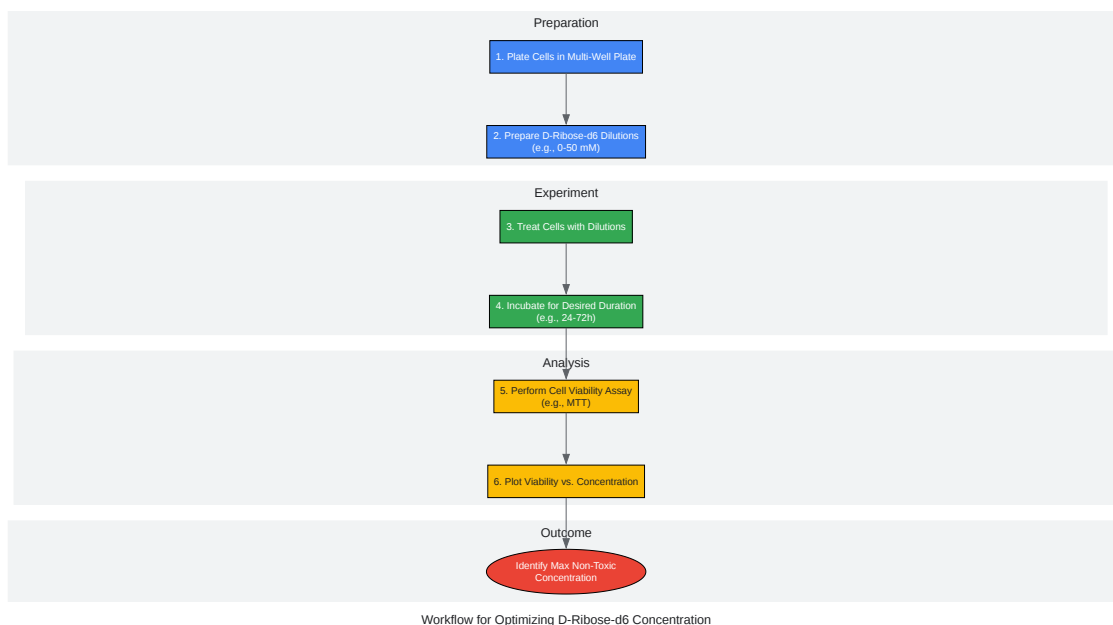 Preparation
1. Plate Cells in Multi-Well Plate
2. Prepare D-Ribose-d6 Dilutions
(e.g., 0-50 mM)
Experiment
3. Treat Cells with Dilutions
4. Incubate for Desired Duration
(e.g., 24-72h)
Analysis
5. Perform Cell Viability Assay
(e.g., MTT)
6. Plot Viability vs. Concentration
Outcome
Identify Max Non-Toxic
Concentration
Workflow for Optimizing D-Ribose-d6 Concentration